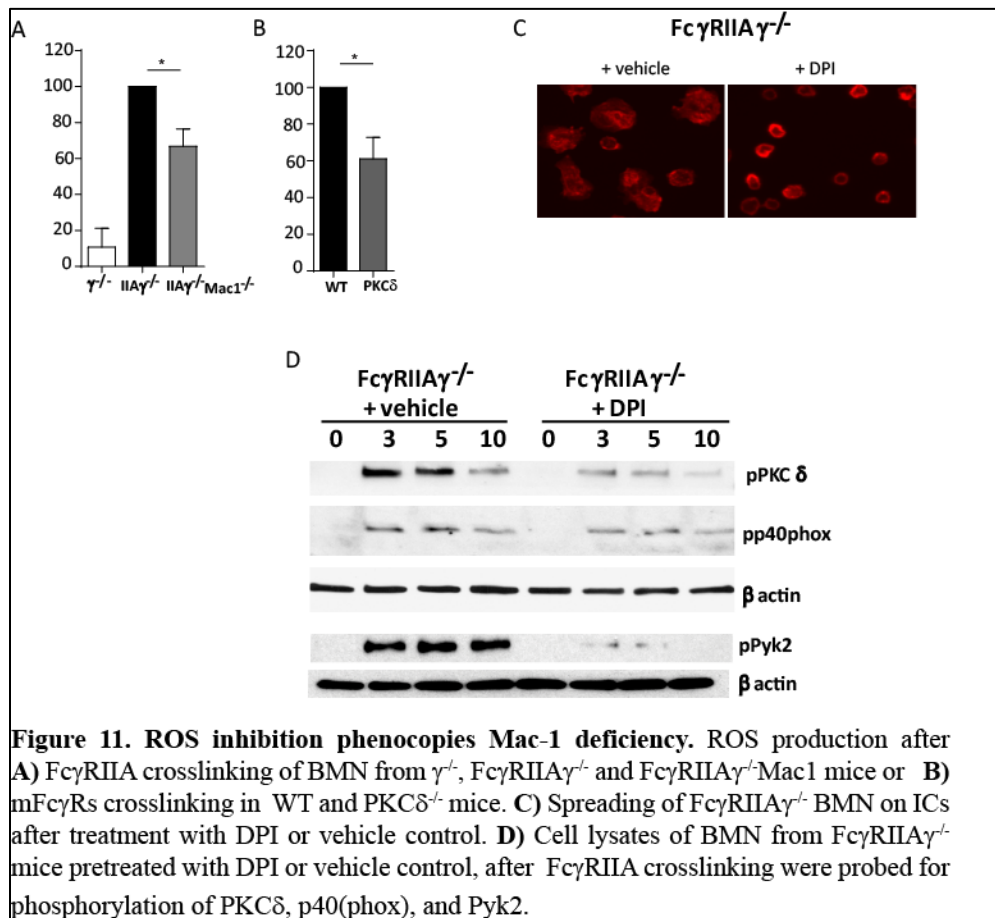 A
120
100
80
60
40
20
0
*
γ-/-
IIAγ-/-
IIAγ-/-Mac1-/-
B
120
100
80
60
40
20
0
*
WT
PKCδ
C
FcγRIIAγ-/-
+ vehicle
+ DPI
D
FcγRIIAγ-/- FcγRIIAγ-/-
+ vehicle + DPI
0 3 5 10 0 3 5 10
pPKC δ
pp40phox
β actin
pPyk2
β actin
Figure 11. ROS inhibition phenocopies Mac-1 deficiency. ROS production after
A) FcγRIIA crosslinking of BMN from γ-/-, FcγRIIAγ-/- and FcγRIIAγ-/-Mac1 mice or B)
mFcγRs crosslinking in WT and PKCδ-/- mice. C) Spreading of FcγRIIAγ-/- BMN on ICs
after treatment with DPI or vehicle control. D) Cell lysates of BMN from FcγRIIAγ-/-
mice pretreated with DPI or vehicle control, after FcγRIIA crosslinking were probed for
phosphorylation of PKCδ, p40(phox), and Pyk2.